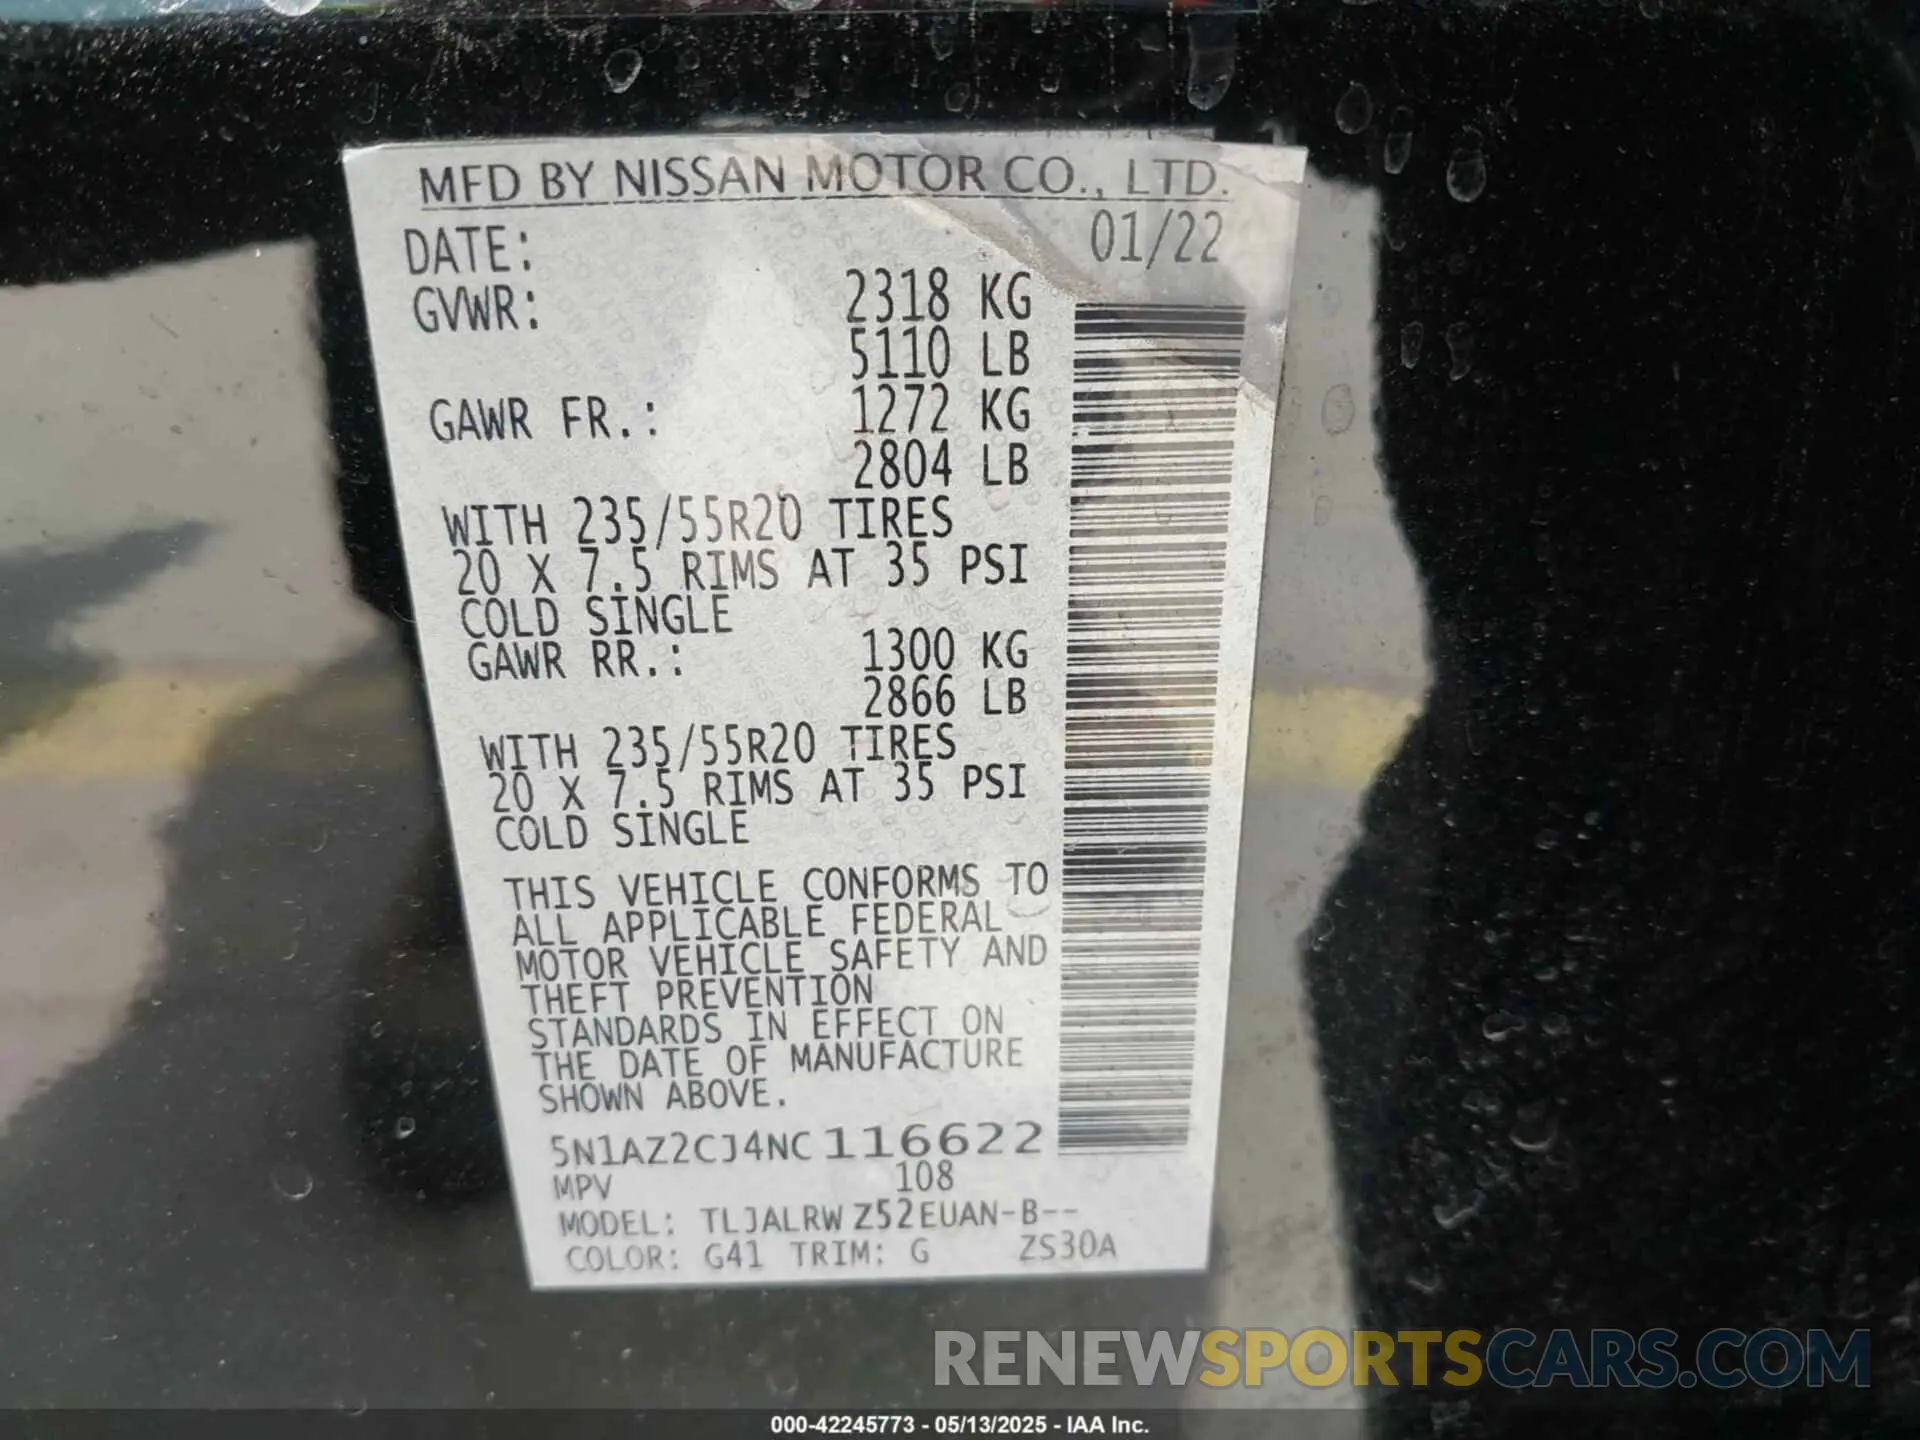 MFD BY NISSAN MOTOR CO., LTD.
DATE: 01/22
GVWR: 2318 KG
5110 LB
GAWR FR.: 1272 KG
2804 LB
WITH 235/55R20 TIRES
20 X 7.5 RIMS AT 35 PSI
COLD SINGLE
GAWR RR.: 1300 KG
2866 LB
WITH 235/55R20 TIRES
20 X 7.5 RIMS AT 35 PSI
COLD SINGLE
THIS VEHICLE CONFORMS TO
ALL APPLICABLE FEDERAL
MOTOR VEHICLE SAFETY AND
THEFT PREVENTION
STANDARDS IN EFFECT ON
THE DATE OF MANUFACTURE
SHOWN ABOVE.
5N1AZ2CJ4NC116622
MPV 108
MODEL: TLJALRW Z52EUAN-B--
COLOR: G41 TRIM: G ZS30A
RENEWSPORTSCARS.COM
000-42245773 - 05/13/2025 - IAA Inc.